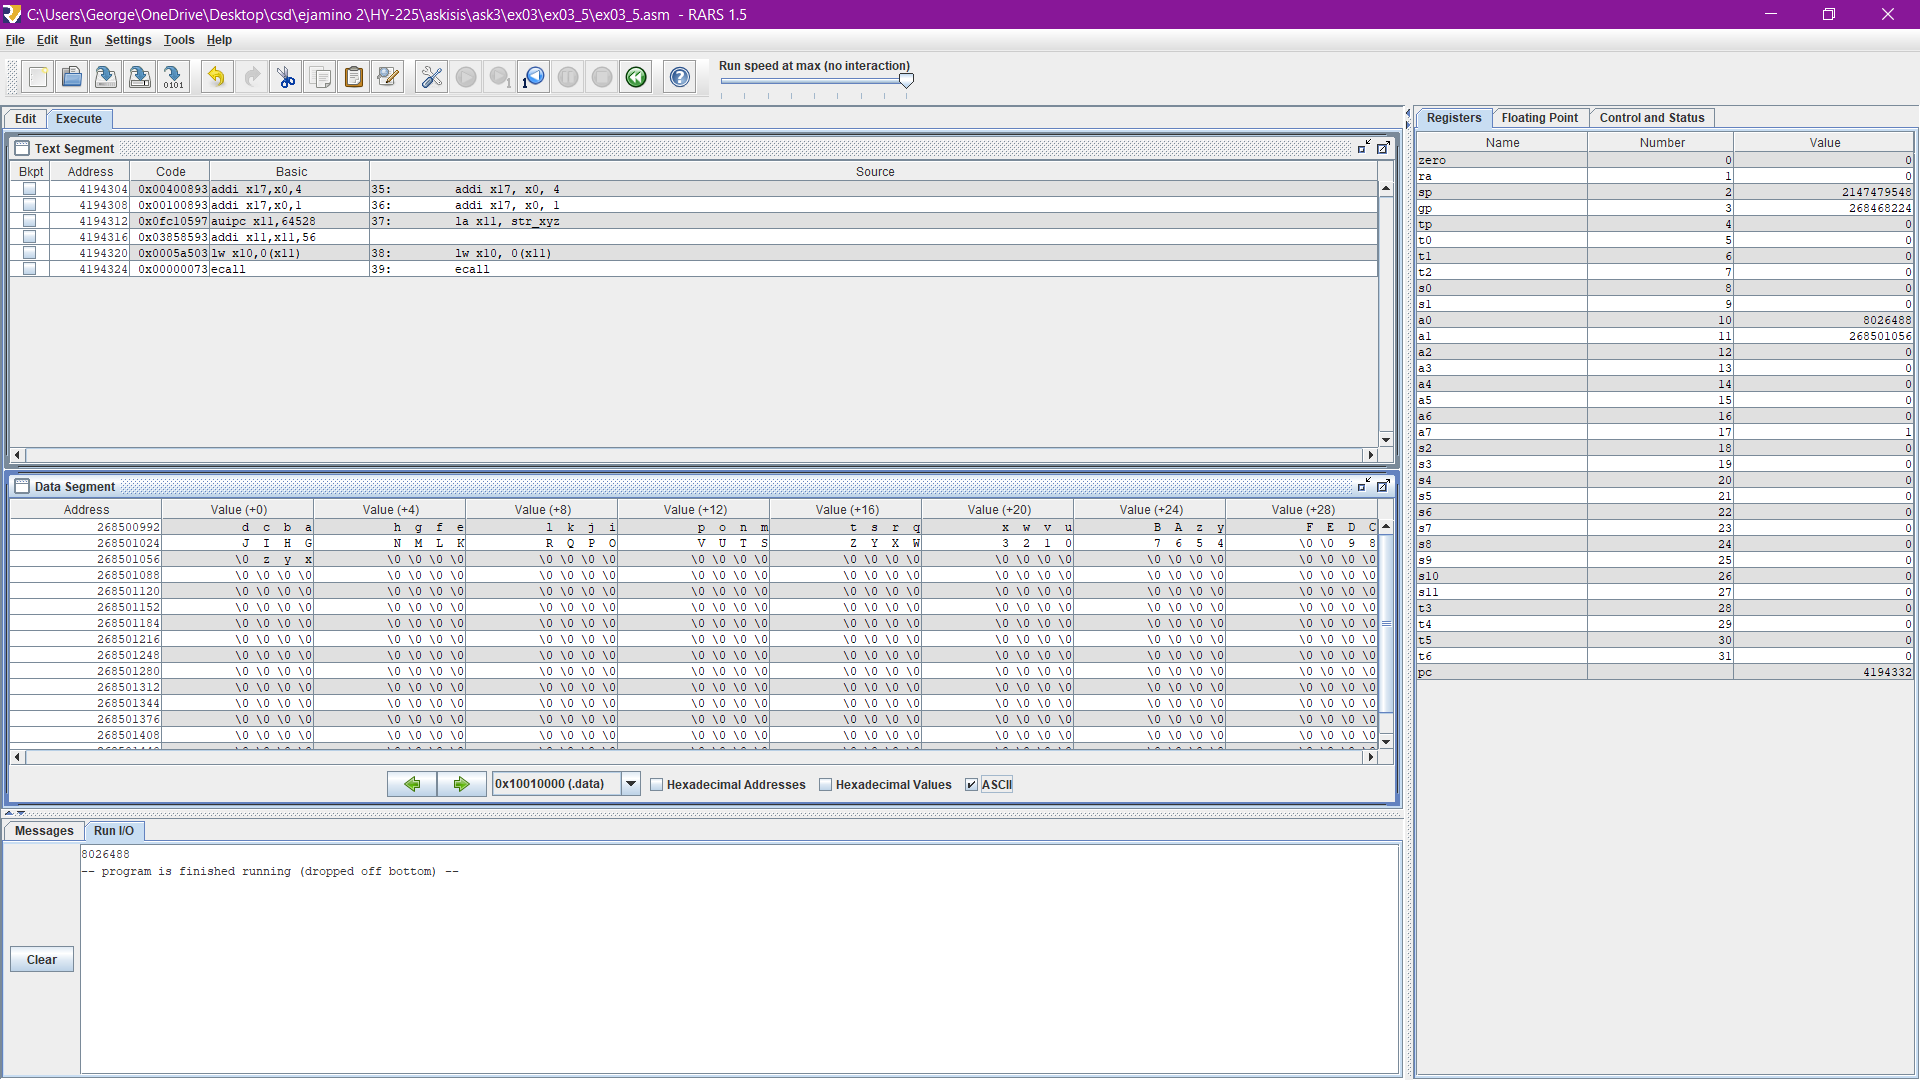 C:\Users\George\OneDrive\Desktop\csd\ejamino 2\HY-225\askisis\ask3\ex03\ex03_5\ex03_5.asm - RARS 1.5
File Edit Run Settings Tools Help
Run speed at max (no interaction)
Edit Execute
Text Segment
Bkpt Address Code Basic Source
4194304 0x00400893 addi x17,x0,4 35: addi x17, x0, 4
4194308 0x00100893 addi x17,x0,1 36: addi x17, x0, 1
4194312 0x0fc10597 auipc x11,64528 37: la x11, str_xyz
4194316 0x03858593 addi x11,x11,56
4194320 0x0005a503 lw x10,0(x11) 38: lw x10, 0(x11)
4194324 0x00000073 ecall 39: ecall
Data Segment
Address Value (+0) Value (+4) Value (+8) Value (+12) Value (+16) Value (+20) Value (+24) Value (+28)
268500992 d c b a h g f e l k j i p o n m t s r q x w v u B A z y F E D C
268501024 J I H G N M L K R Q P O V U T S Z Y X W 3 2 1 0 7 6 5 4 \0 \0 9 8
268501056 \0 z y x \0 \0 \0 \0 \0 \0 \0 \0 \0 \0 \0 \0 \0 \0 \0 \0 \0 \0 \0 \0 \0 \0 \0 \0 \0 \0 \0 \0
268501088 \0 \0 \0 \0 \0 \0 \0 \0 \0 \0 \0 \0 \0 \0 \0 \0 \0 \0 \0 \0 \0 \0 \0 \0 \0 \0 \0 \0 \0 \0 \0 \0
268501120 \0 \0 \0 \0 \0 \0 \0 \0 \0 \0 \0 \0 \0 \0 \0 \0 \0 \0 \0 \0 \0 \0 \0 \0 \0 \0 \0 \0 \0 \0 \0 \0
268501152 \0 \0 \0 \0 \0 \0 \0 \0 \0 \0 \0 \0 \0 \0 \0 \0 \0 \0 \0 \0 \0 \0 \0 \0 \0 \0 \0 \0 \0 \0 \0 \0
268501184 \0 \0 \0 \0 \0 \0 \0 \0 \0 \0 \0 \0 \0 \0 \0 \0 \0 \0 \0 \0 \0 \0 \0 \0 \0 \0 \0 \0 \0 \0 \0 \0
268501216 \0 \0 \0 \0 \0 \0 \0 \0 \0 \0 \0 \0 \0 \0 \0 \0 \0 \0 \0 \0 \0 \0 \0 \0 \0 \0 \0 \0 \0 \0 \0 \0
268501248 \0 \0 \0 \0 \0 \0 \0 \0 \0 \0 \0 \0 \0 \0 \0 \0 \0 \0 \0 \0 \0 \0 \0 \0 \0 \0 \0 \0 \0 \0 \0 \0
268501280 \0 \0 \0 \0 \0 \0 \0 \0 \0 \0 \0 \0 \0 \0 \0 \0 \0 \0 \0 \0 \0 \0 \0 \0 \0 \0 \0 \0 \0 \0 \0 \0
268501312 \0 \0 \0 \0 \0 \0 \0 \0 \0 \0 \0 \0 \0 \0 \0 \0 \0 \0 \0 \0 \0 \0 \0 \0 \0 \0 \0 \0 \0 \0 \0 \0
268501344 \0 \0 \0 \0 \0 \0 \0 \0 \0 \0 \0 \0 \0 \0 \0 \0 \0 \0 \0 \0 \0 \0 \0 \0 \0 \0 \0 \0 \0 \0 \0 \0
268501376 \0 \0 \0 \0 \0 \0 \0 \0 \0 \0 \0 \0 \0 \0 \0 \0 \0 \0 \0 \0 \0 \0 \0 \0 \0 \0 \0 \0 \0 \0 \0 \0
268501408 \0 \0 \0 \0 \0 \0 \0 \0 \0 \0 \0 \0 \0 \0 \0 \0 \0 \0 \0 \0 \0 \0 \0 \0 \0 \0 \0 \0 \0 \0 \0 \0
0x10010000 (.data) Hexadecimal Addresses Hexadecimal Values ASCII
Messages Run I/O
8026488
-- program is finished running (dropped off bottom) --
Clear
Registers Floating Point Control and Status
Name Number Value
zero 0 0
ra 1 0
sp 2 2147479548
gp 3 268468224
tp 4 0
t0 5 0
t1 6 0
t2 7 0
s0 8 0
s1 9 0
a0 10 8026488
a1 11 268501056
a2 12 0
a3 13 0
a4 14 0
a5 15 0
a6 16 0
a7 17 1
s2 18 0
s3 19 0
s4 20 0
s5 21 0
s6 22 0
s7 23 0
s8 24 0
s9 25 0
s10 26 0
s11 27 0
t3 28 0
t4 29 0
t5 30 0
t6 31 0
pc 4194332